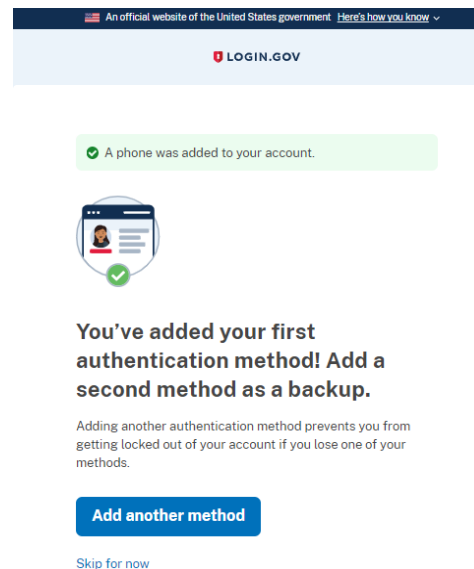 An official website of the United States government Here's how you know
LOGIN.GOV
A phone was added to your account.
You’ve added your first
authentication method! Add a
second method as a backup.
Adding another authentication method prevents you from
getting locked out of your account if you lose one of your
methods.
Add another method
Skip for now